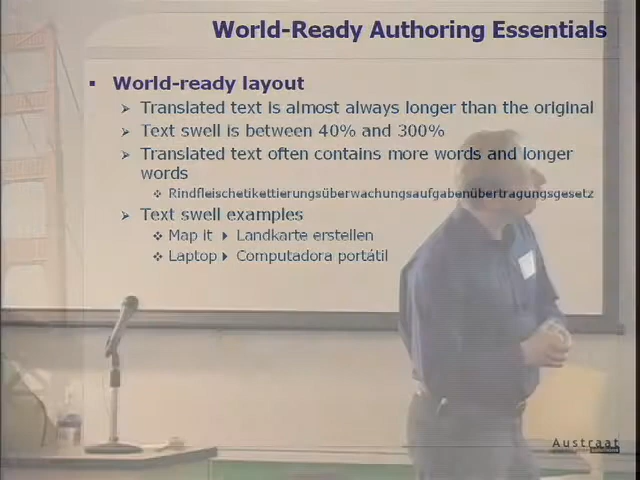 World-Ready Authoring Essentials
World-ready layout
Translated text is almost always longer than the original
Text swell is between 40% and 300%
Translated text often contains more words and longer
words
Rindfleischetikettierungsüberwachungsaufgabenübertragungsgesetz
Text swell examples
Map it Landkarte erstellen
Laptop Computadora portátil
Austraat